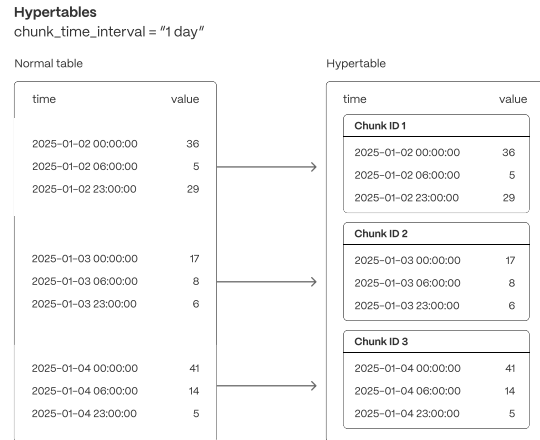 Hypertables
chunk_time_interval = "1 day"
Normal table
time value
2025-01-02 00:00:00 36
2025-01-02 06:00:00 5
2025-01-02 23:00:00 29
2025-01-03 00:00:00 17
2025-01-03 06:00:00 8
2025-01-03 23:00:00 6
2025-01-04 00:00:00 41
2025-01-04 06:00:00 14
2025-01-04 23:00:00 5
Hypertable
time value
Chunk ID 1
2025-01-02 00:00:00 36
2025-01-02 06:00:00 5
2025-01-02 23:00:00 29
Chunk ID 2
2025-01-03 00:00:00 17
2025-01-03 06:00:00 8
2025-01-03 23:00:00 6
Chunk ID 3
2025-01-04 00:00:00 41
2025-01-04 06:00:00 14
2025-01-04 23:00:00 5